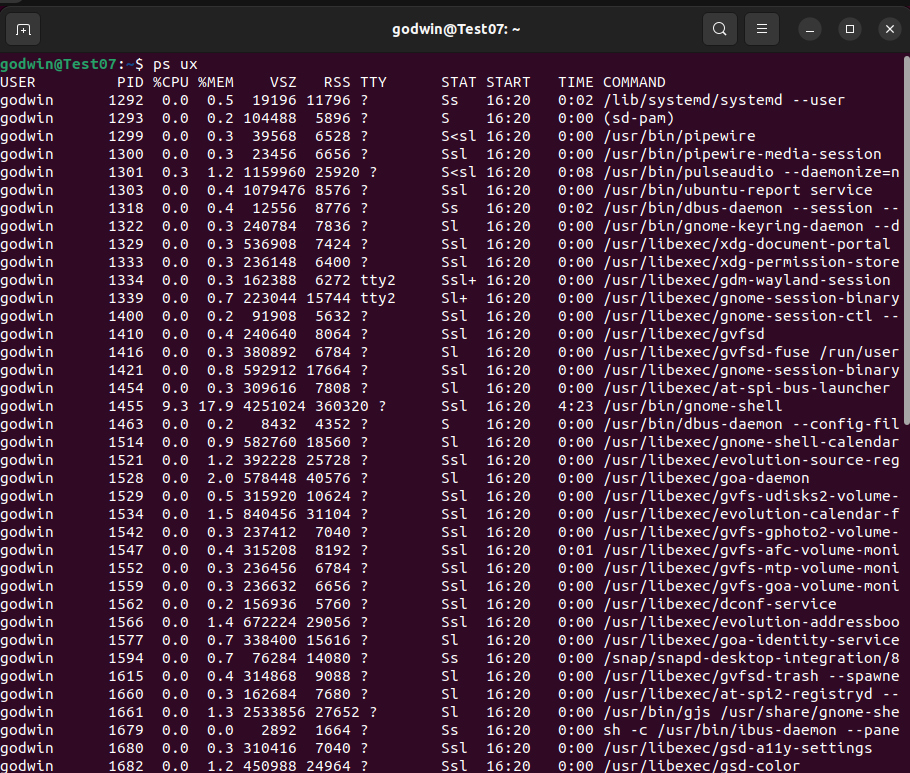 godwin@Test07: ~
godwin@Test07:~$ ps ux
USER         PID %CPU %MEM    VSZ   RSS TTY      STAT START   TIME COMMAND
godwin      1292  0.0  0.5  19196 11796 ?        Ss   16:20   0:02 /lib/systemd/systemd --user
godwin      1293  0.0  0.2 104488  5896 ?        S    16:20   0:00 (sd-pam)
godwin      1299  0.0  0.3  39568  6528 ?        S<sl 16:20   0:00 /usr/bin/pipewire
godwin      1300  0.0  0.3  23456  6656 ?        Ssl  16:20   0:00 /usr/bin/pipewire-media-session
godwin      1301  0.3  1.2 1159960 25920 ?       S<sl 16:20   0:08 /usr/bin/pulseaudio --daemonize=n
godwin      1303  0.0  0.4 1079476 8576 ?        Ssl  16:20   0:00 /usr/bin/ubuntu-report service
godwin      1318  0.0  0.4  12556  8776 ?        Ss   16:20   0:02 /usr/bin/dbus-daemon --session --
godwin      1322  0.0  0.3 240784  7836 ?        Sl   16:20   0:00 /usr/bin/gnome-keyring-daemon --d
godwin      1329  0.0  0.3 536908  7424 ?        Ssl  16:20   0:00 /usr/libexec/xdg-document-portal
godwin      1333  0.0  0.3 236148  6400 ?        Ssl  16:20   0:00 /usr/libexec/xdg-permission-store
godwin      1334  0.0  0.3 162388  6272 tty2     Ssl+ 16:20   0:00 /usr/libexec/gdm-wayland-session
godwin      1339  0.0  0.7 223044 15744 tty2     Sl+  16:20   0:00 /usr/libexec/gnome-session-binary
godwin      1400  0.0  0.2  91908  5632 ?        Ssl  16:20   0:00 /usr/libexec/gnome-session-ctl --
godwin      1410  0.0  0.4 240640  8064 ?        Ssl  16:20   0:00 /usr/libexec/gvfsd
godwin      1416  0.0  0.3 380892  6784 ?        Sl   16:20   0:00 /usr/libexec/gvfsd-fuse /run/user
godwin      1421  0.0  0.8 592912 17664 ?        Ssl  16:20   0:00 /usr/libexec/gnome-session-binary
godwin      1454  0.0  0.3 309616  7808 ?        Sl   16:20   0:00 /usr/libexec/at-spi-bus-launcher
godwin      1455  9.3 17.9 4251024 360320 ?      Ssl  16:20   4:23 /usr/bin/gnome-shell
godwin      1463  0.0  0.2   8432  4352 ?        S    16:20   0:00 /usr/bin/dbus-daemon --config-fil
godwin      1514  0.0  0.9 582760 18560 ?        Sl   16:20   0:00 /usr/libexec/gnome-shell-calendar
godwin      1521  0.0  1.2 392228 25728 ?        Ssl  16:20   0:00 /usr/libexec/evolution-source-reg
godwin      1528  0.0  2.0 578448 40576 ?        Sl   16:20   0:00 /usr/libexec/goa-daemon
godwin      1529  0.0  0.5 315920 10624 ?        Ssl  16:20   0:00 /usr/libexec/gvfs-udisks2-volume-
godwin      1534  0.0  1.5 840456 31104 ?        Ssl  16:20   0:00 /usr/libexec/evolution-calendar-f
godwin      1542  0.0  0.3 237412  7040 ?        Ssl  16:20   0:00 /usr/libexec/gvfs-gphoto2-volume-
godwin      1547  0.0  0.4 315208  8192 ?        Ssl  16:20   0:01 /usr/libexec/gvfs-afc-volume-moni
godwin      1552  0.0  0.3 236456  6784 ?        Ssl  16:20   0:00 /usr/libexec/gvfs-mtp-volume-moni
godwin      1559  0.0  0.3 236632  6656 ?        Ssl  16:20   0:00 /usr/libexec/gvfs-goa-volume-moni
godwin      1562  0.0  0.2 156936  5760 ?        Ssl  16:20   0:00 /usr/libexec/dconf-service
godwin      1566  0.0  1.4 672224 29056 ?        Ssl  16:20   0:00 /usr/libexec/evolution-addressboo
godwin      1577  0.0  0.7 338400 15616 ?        Sl   16:20   0:00 /usr/libexec/goa-identity-service
godwin      1594  0.0  0.7  76284 14080 ?        Ss   16:20   0:00 /snap/snapd-desktop-integration/8
godwin      1615  0.0  0.4 314868  9088 ?        Sl   16:20   0:00 /usr/libexec/gvfsd-trash --spawne
godwin      1660  0.0  0.3 162684  7680 ?        Sl   16:20   0:00 /usr/libexec/at-spi2-registryd --
godwin      1661  0.0  1.3 2533856 27652 ?       Sl   16:20   0:00 /usr/bin/gjs /usr/share/gnome-she
godwin      1679  0.0  0.0   2892  1664 ?        Ss   16:20   0:00 sh -c /usr/bin/ibus-daemon --pane
godwin      1680  0.0  0.3 310416  7040 ?        Ssl  16:20   0:00 /usr/libexec/gsd-a11y-settings
godwin      1682  0.0  1.2 450988 24964 ?        Ssl  16:20   0:00 /usr/libexec/gsd-color